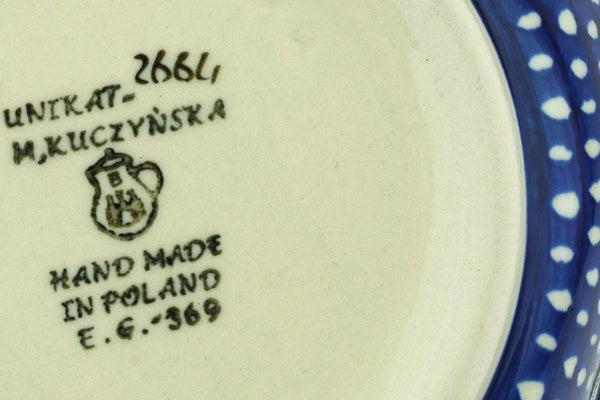 2664
UNIKAT-
M, KUCZYŃSKA
B
HAND MADE
IN POLAND
E.G.-369